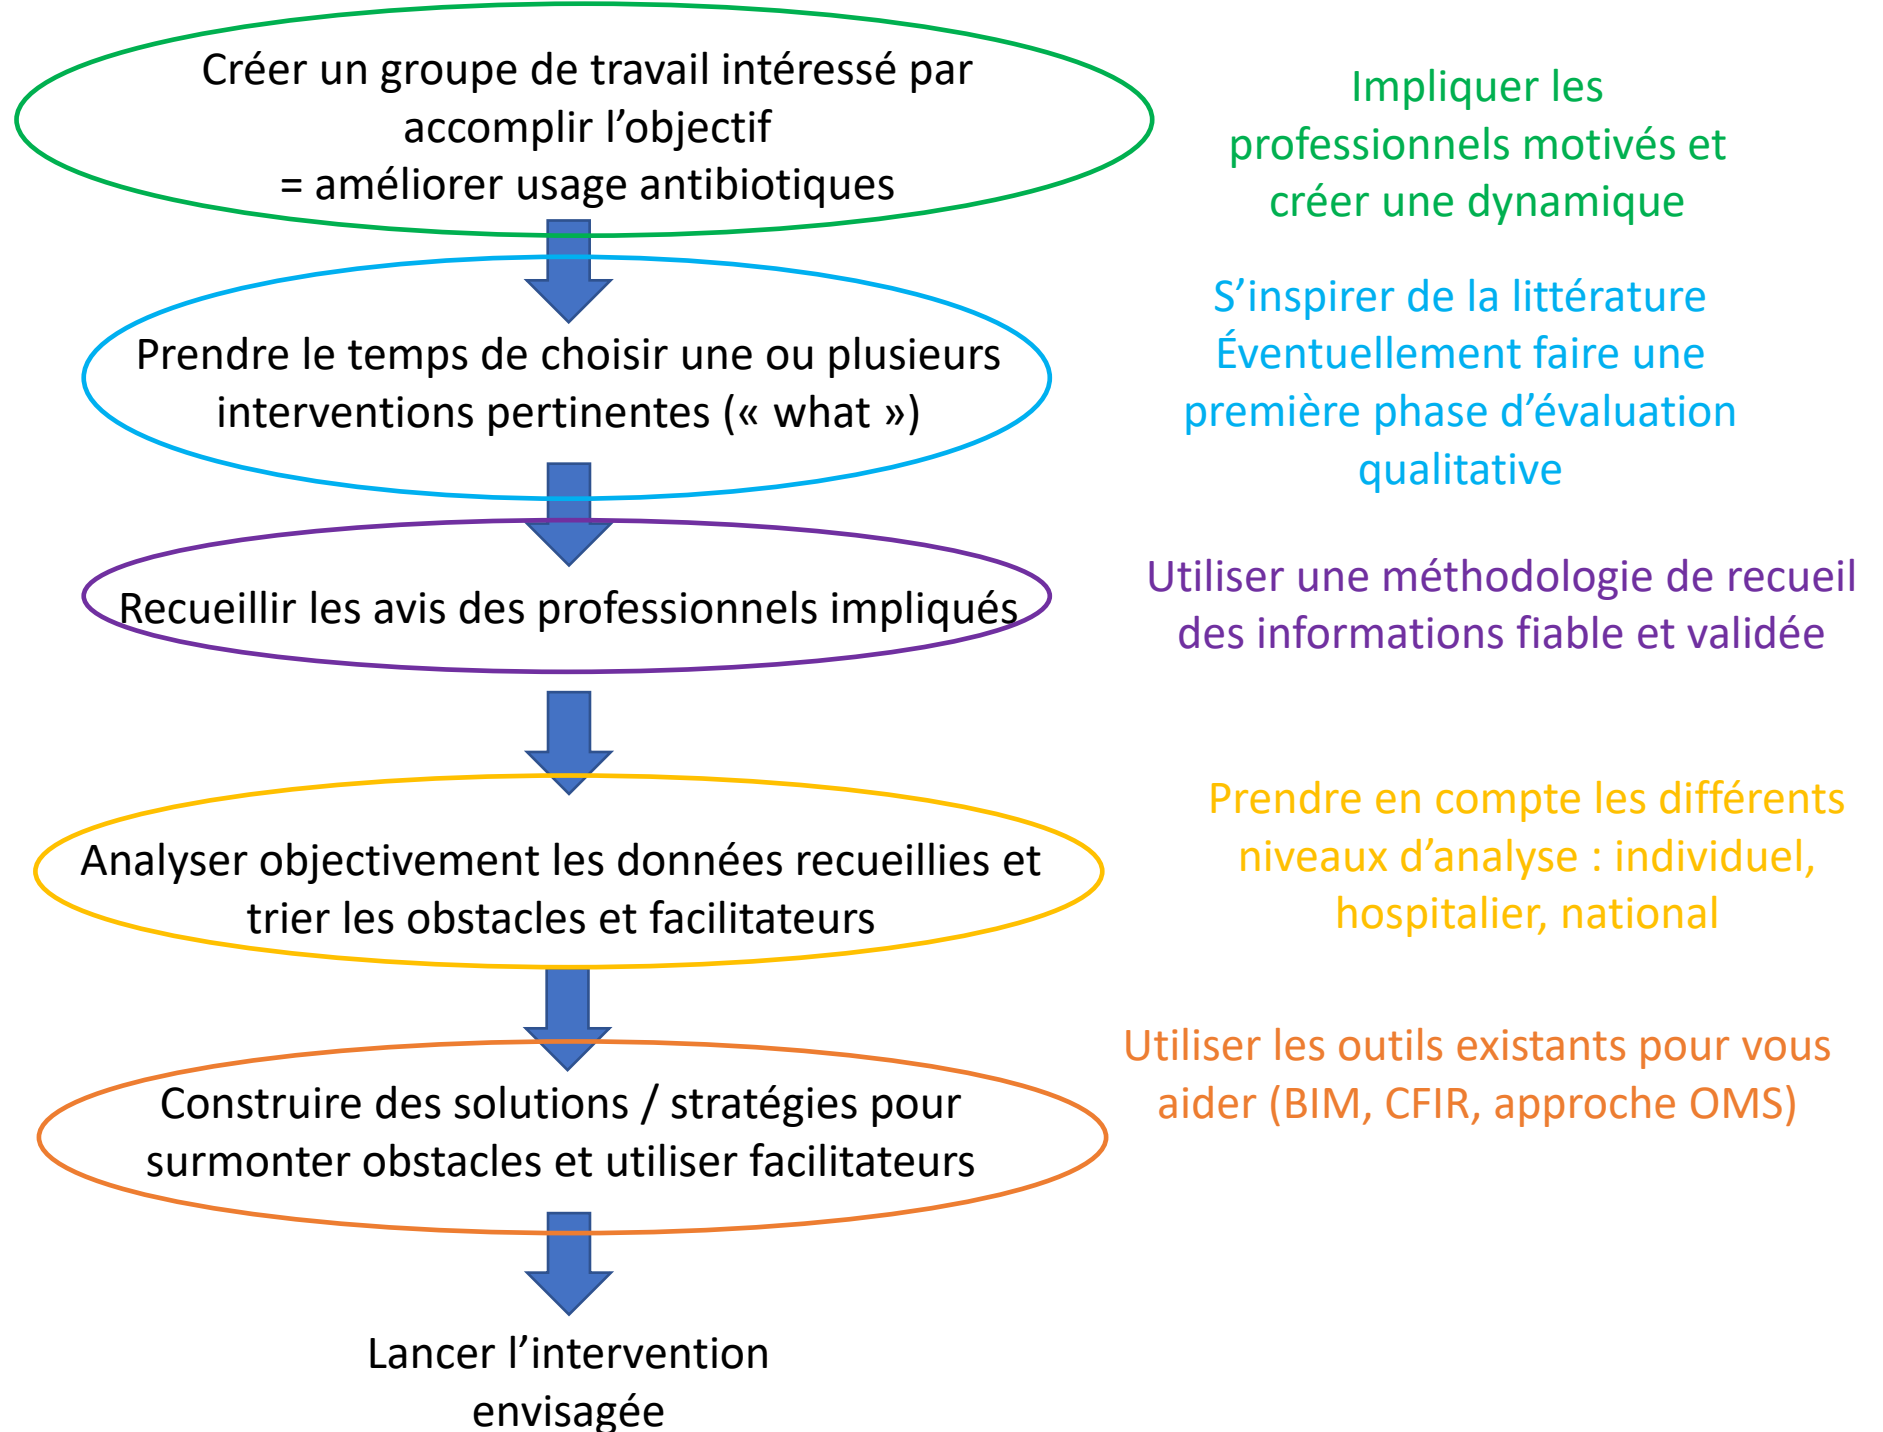 Créer un groupe de travail intéressé par
accomplir l’objectif
= améliorer usage antibiotiques
Impliquer les
professionnels motivés et
créer une dynamique
Prendre le temps de choisir une ou plusieurs
interventions pertinentes (« what »)
S’inspirer de la littérature
Éventuellement faire une
première phase d’évaluation
qualitative
Recueillir les avis des professionnels impliqués
Utiliser une méthodologie de recueil
des informations fiable et validée
Analyser objectivement les données recueillies et
trier les obstacles et facilitateurs
Prendre en compte les différents
niveaux d’analyse : individuel,
hospitalier, national
Construire des solutions / stratégies pour
surmonter obstacles et utiliser facilitateurs
Utiliser les outils existants pour vous
aider (BIM, CFIR, approche OMS)
Lancer l’intervention
envisagée